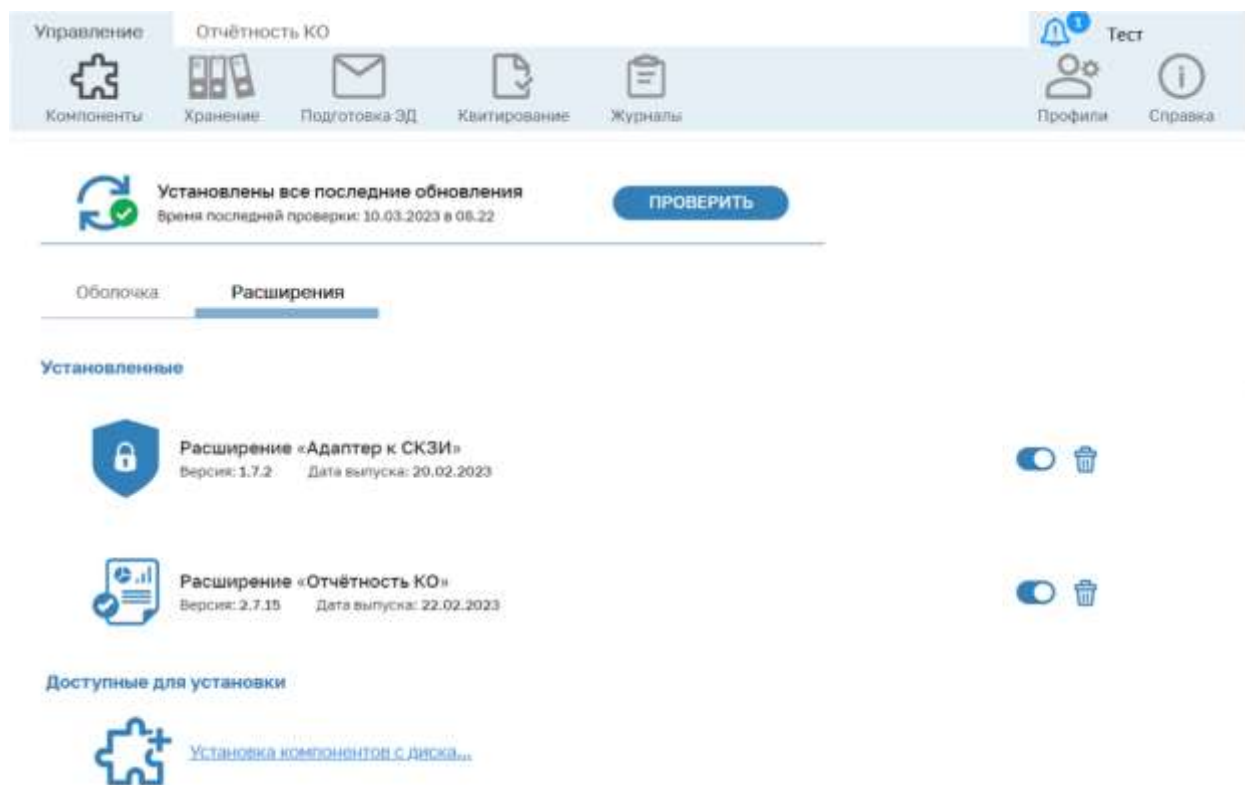 Управление Отчётность КО 1 Тест
Компоненты Хранение Подготовка ЭД Квитирование Журналы Профили Справка
Установлены все последние обновления
Время последней проверки: 10.03.2023 в 08.22
ПРОВЕРИТЬ
Оболочка Расширения
Установленные
Расширение «Адаптер к СКЗИ»
Версия: 1.7.2 Дата выпуска: 20.02.2023
Расширение «Отчётность КО»
Версия: 2.7.15 Дата выпуска: 22.02.2023
Доступные для установки
Установка компонентов с диска...